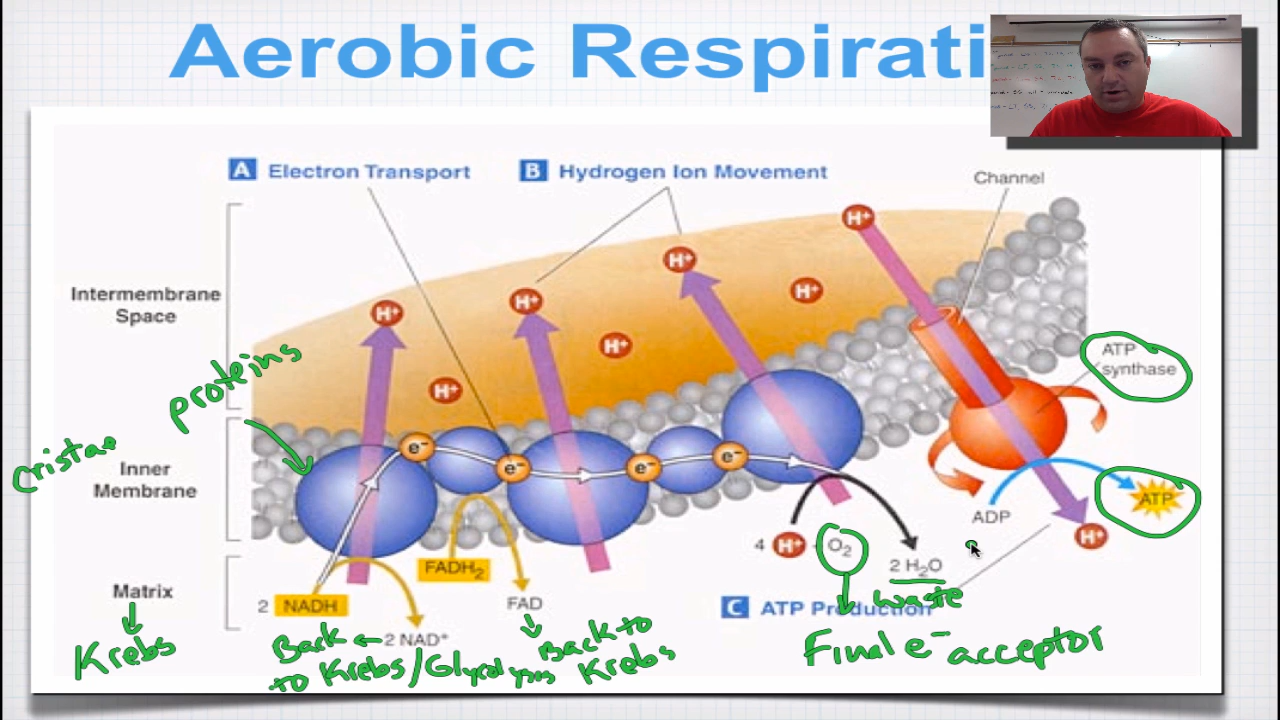 Aerobic Respirati
A Electron Transport
B Hydrogen Ion Movement
Channel
H⁺
H⁺
H⁺
H⁺
H⁺
H⁺
H⁺
Intermembrane
Space
proteins
ATP
synthase
cristae
Inner
Membrane
e⁻
e⁻
e⁻
e⁻
ADP
ATP
H⁺
4 H⁺ + O₂
2 H₂O
waste
FADH₂
FAD
Matrix
2 NADH
2 NAD⁺
C ATP Production
Krebs
Back ←
to Krebs/Glycolysis
Back to
Krebs
Final e⁻ acceptor